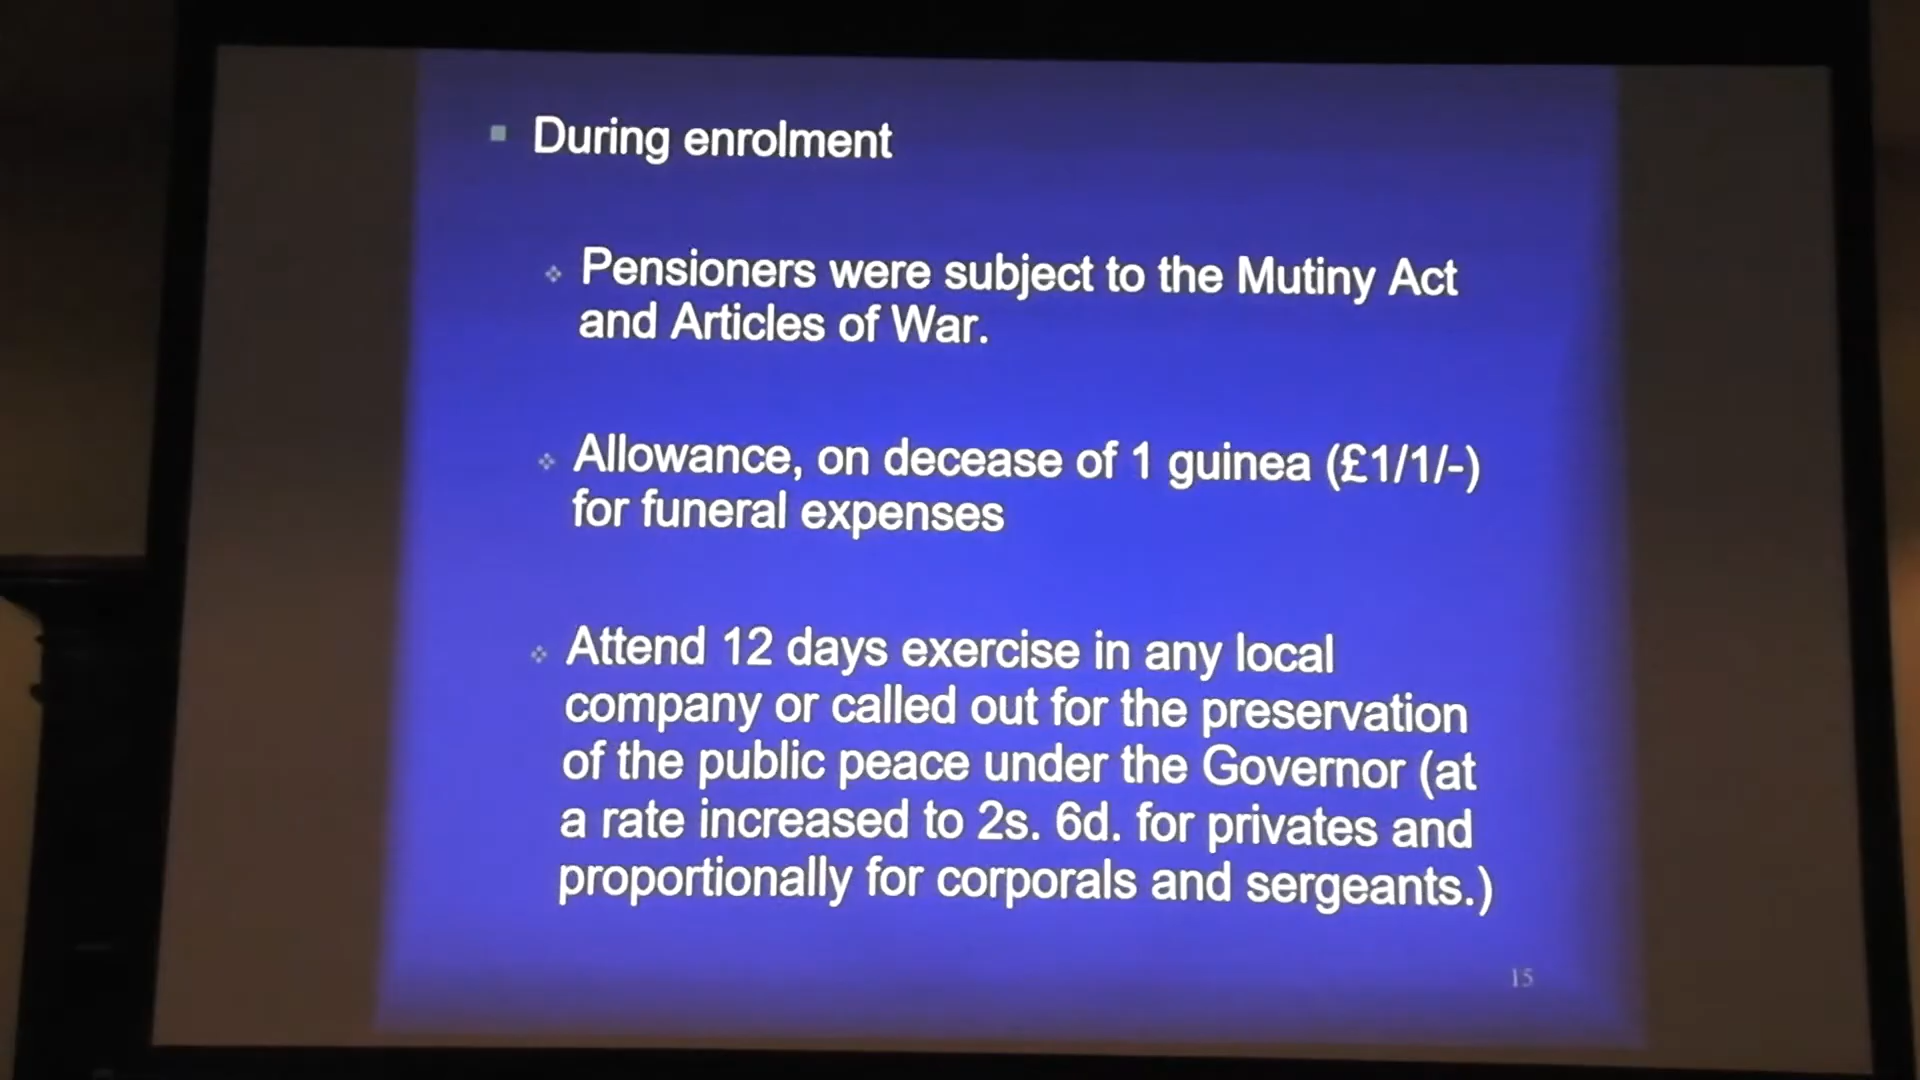 During enrolment
Pensioners were subject to the Mutiny Act
and Articles of War.
Allowance, on decease of 1 guinea (£1/1/-)
for funeral expenses
Attend 12 days exercise in any local
company or called out for the preservation
of the public peace under the Governor (at
a rate increased to 2s. 6d. for privates and
proportionally for corporals and sergeants.)
15